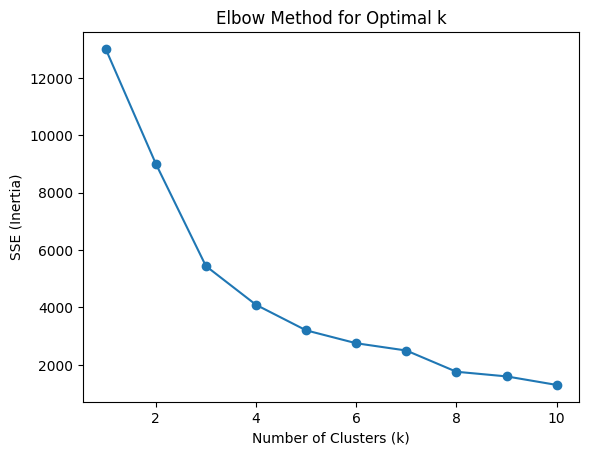 Elbow Method for Optimal k
12000
10000
8000
6000
4000
2000
SSE (Inertia)
2 4 6 8 10
Number of Clusters (k)